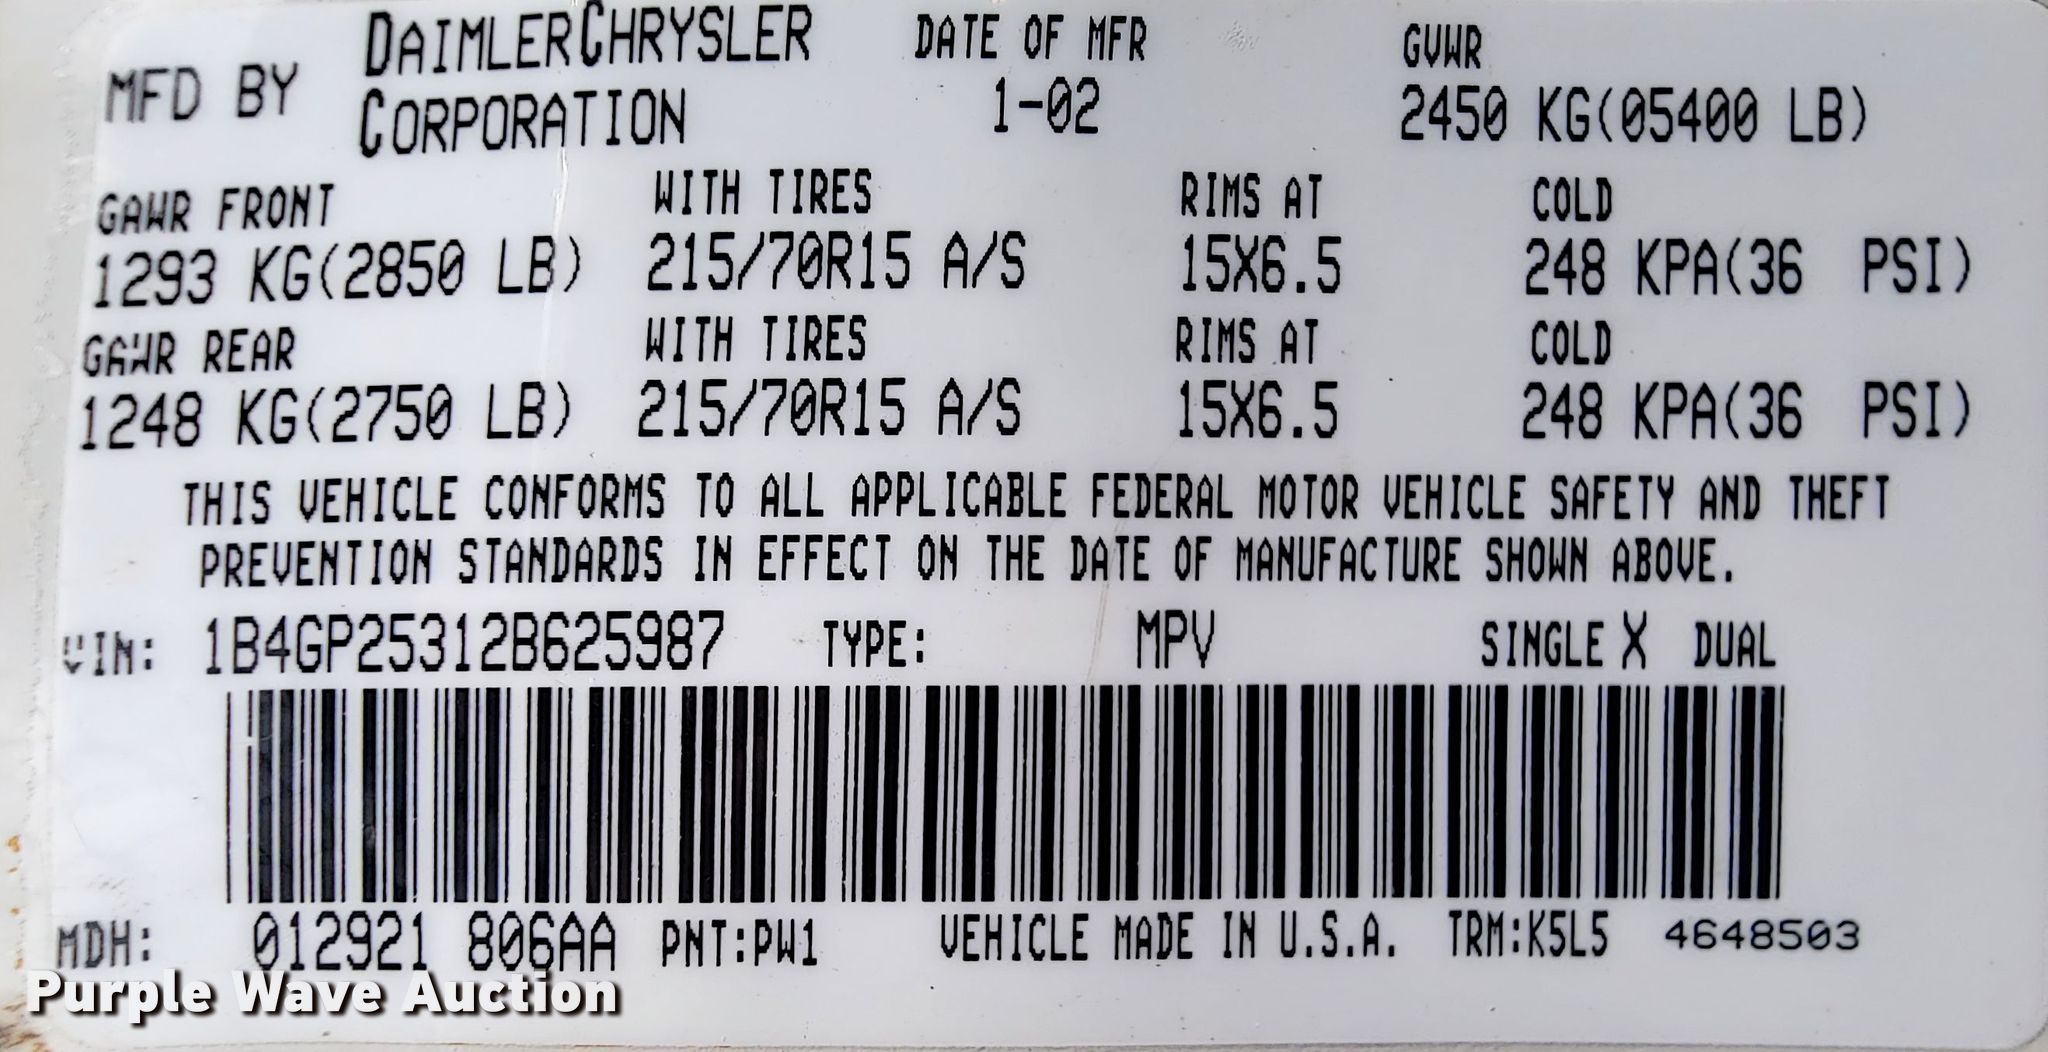 MFD BY DAIMLERCHRYSLER CORPORATION DATE OF MFR 1-02 GVWR 2450 KG(05400 LB)
GAWR FRONT WITH TIRES RIMS AT COLD
1293 KG(2850 LB) 215/70R15 A/S 15X6.5 248 KPA(36 PSI)
GAWR REAR WITH TIRES RIMS AT COLD
1248 KG(2750 LB) 215/70R15 A/S 15X6.5 248 KPA(36 PSI)
THIS VEHICLE CONFORMS TO ALL APPLICABLE FEDERAL MOTOR VEHICLE SAFETY AND THEFT
PREVENTION STANDARDS IN EFFECT ON THE DATE OF MANUFACTURE SHOWN ABOVE.
VIN: 1B4GP25312B625987 TYPE: MPV SINGLE X DUAL
MDH: 012921 806AA PNT:PW1 VEHICLE MADE IN U.S.A. TRM:K5L5 4648503
Purple Wave Auction